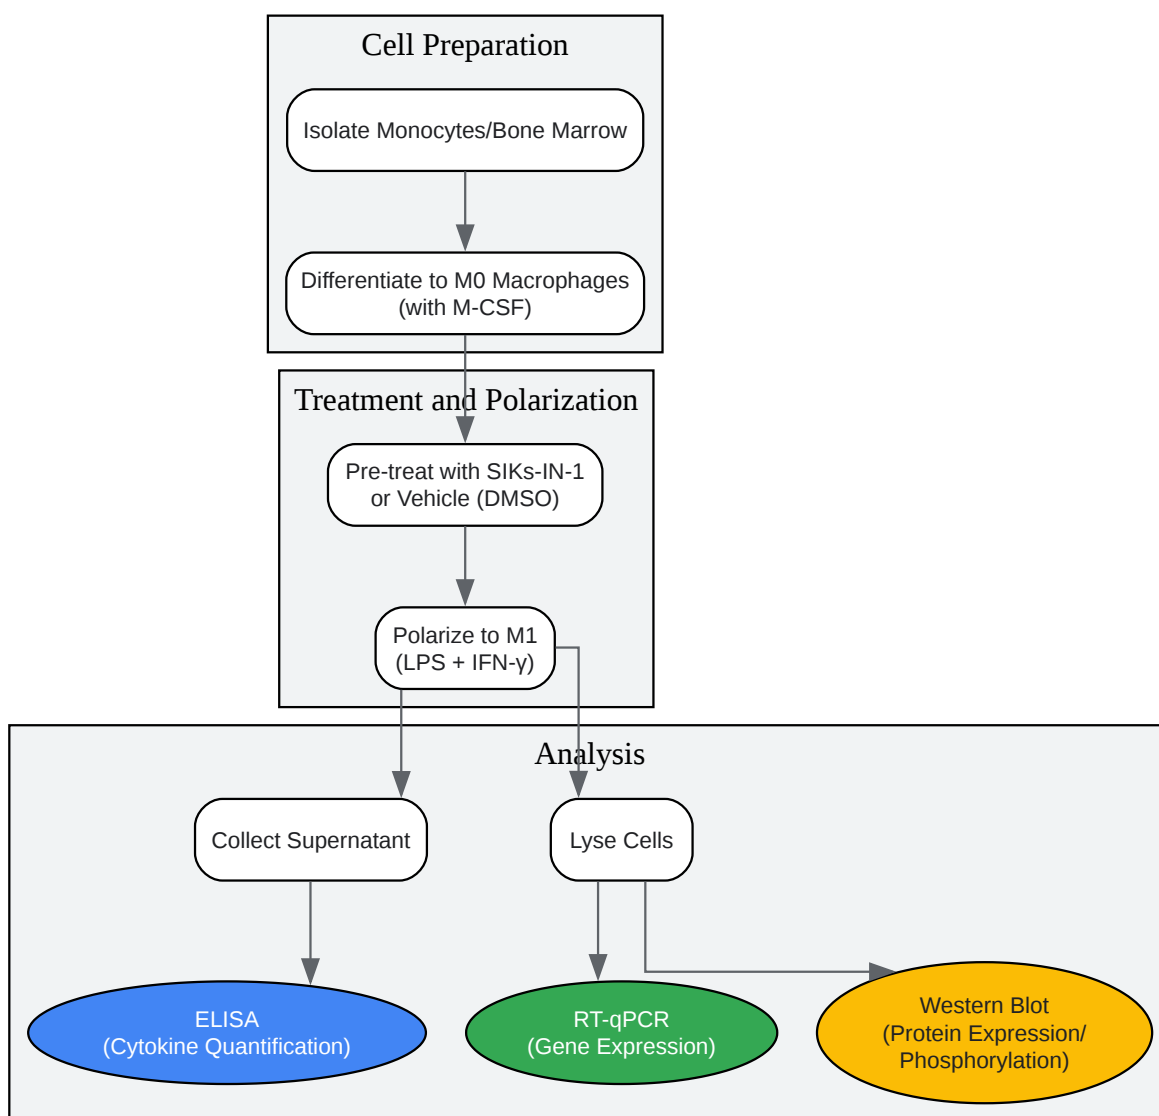 Cell Preparation
Isolate Monocytes/Bone Marrow
Differentiate to M0 Macrophages
(with M-CSF)
Treatment and Polarization
Pre-treat with SIKs-IN-1
or Vehicle (DMSO)
Polarize to M1
(LPS + IFN-γ)
Analysis
Collect Supernatant
Lyse Cells
ELISA
(Cytokine Quantification)
RT-qPCR
(Gene Expression)
Western Blot
(Protein Expression/
Phosphorylation)